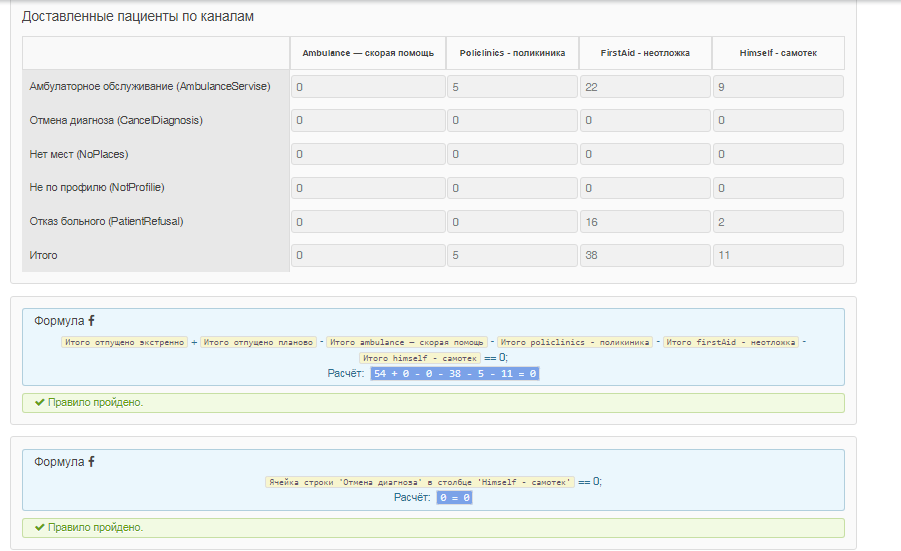 Доставленные пациенты по каналам
Ambulance — скорая помощь Policlinics - поликиника FirstAid - неотложка Himself - самотек
Амбулаторное обслуживание (AmbulanceServise) 0 5 22 9
Отмена диагноза (CancelDiagnosis) 0 0 0 0
Нет мест (NoPlaces) 0 0 0 0
Не по профилю (NotProfilie) 0 0 0 0
Отказ больного (PatientRefusal) 0 0 16 2
Итого 0 5 38 11
Формула
Итого отпущено экстренно + Итого отпущено планово - Итого ambulance — скорая помощь - Итого policlinics - поликиника - Итого firstAid - неотложка -
Итого himself - самотек == 0;
Расчёт: 54 + 0 - 0 - 38 - 5 - 11 = 0
Правило пройдено.
Формула
Ячейка строки 'Отмена диагноза' в столбце 'Himself - самотек' == 0;
Расчёт: 0 = 0
Правило пройдено.